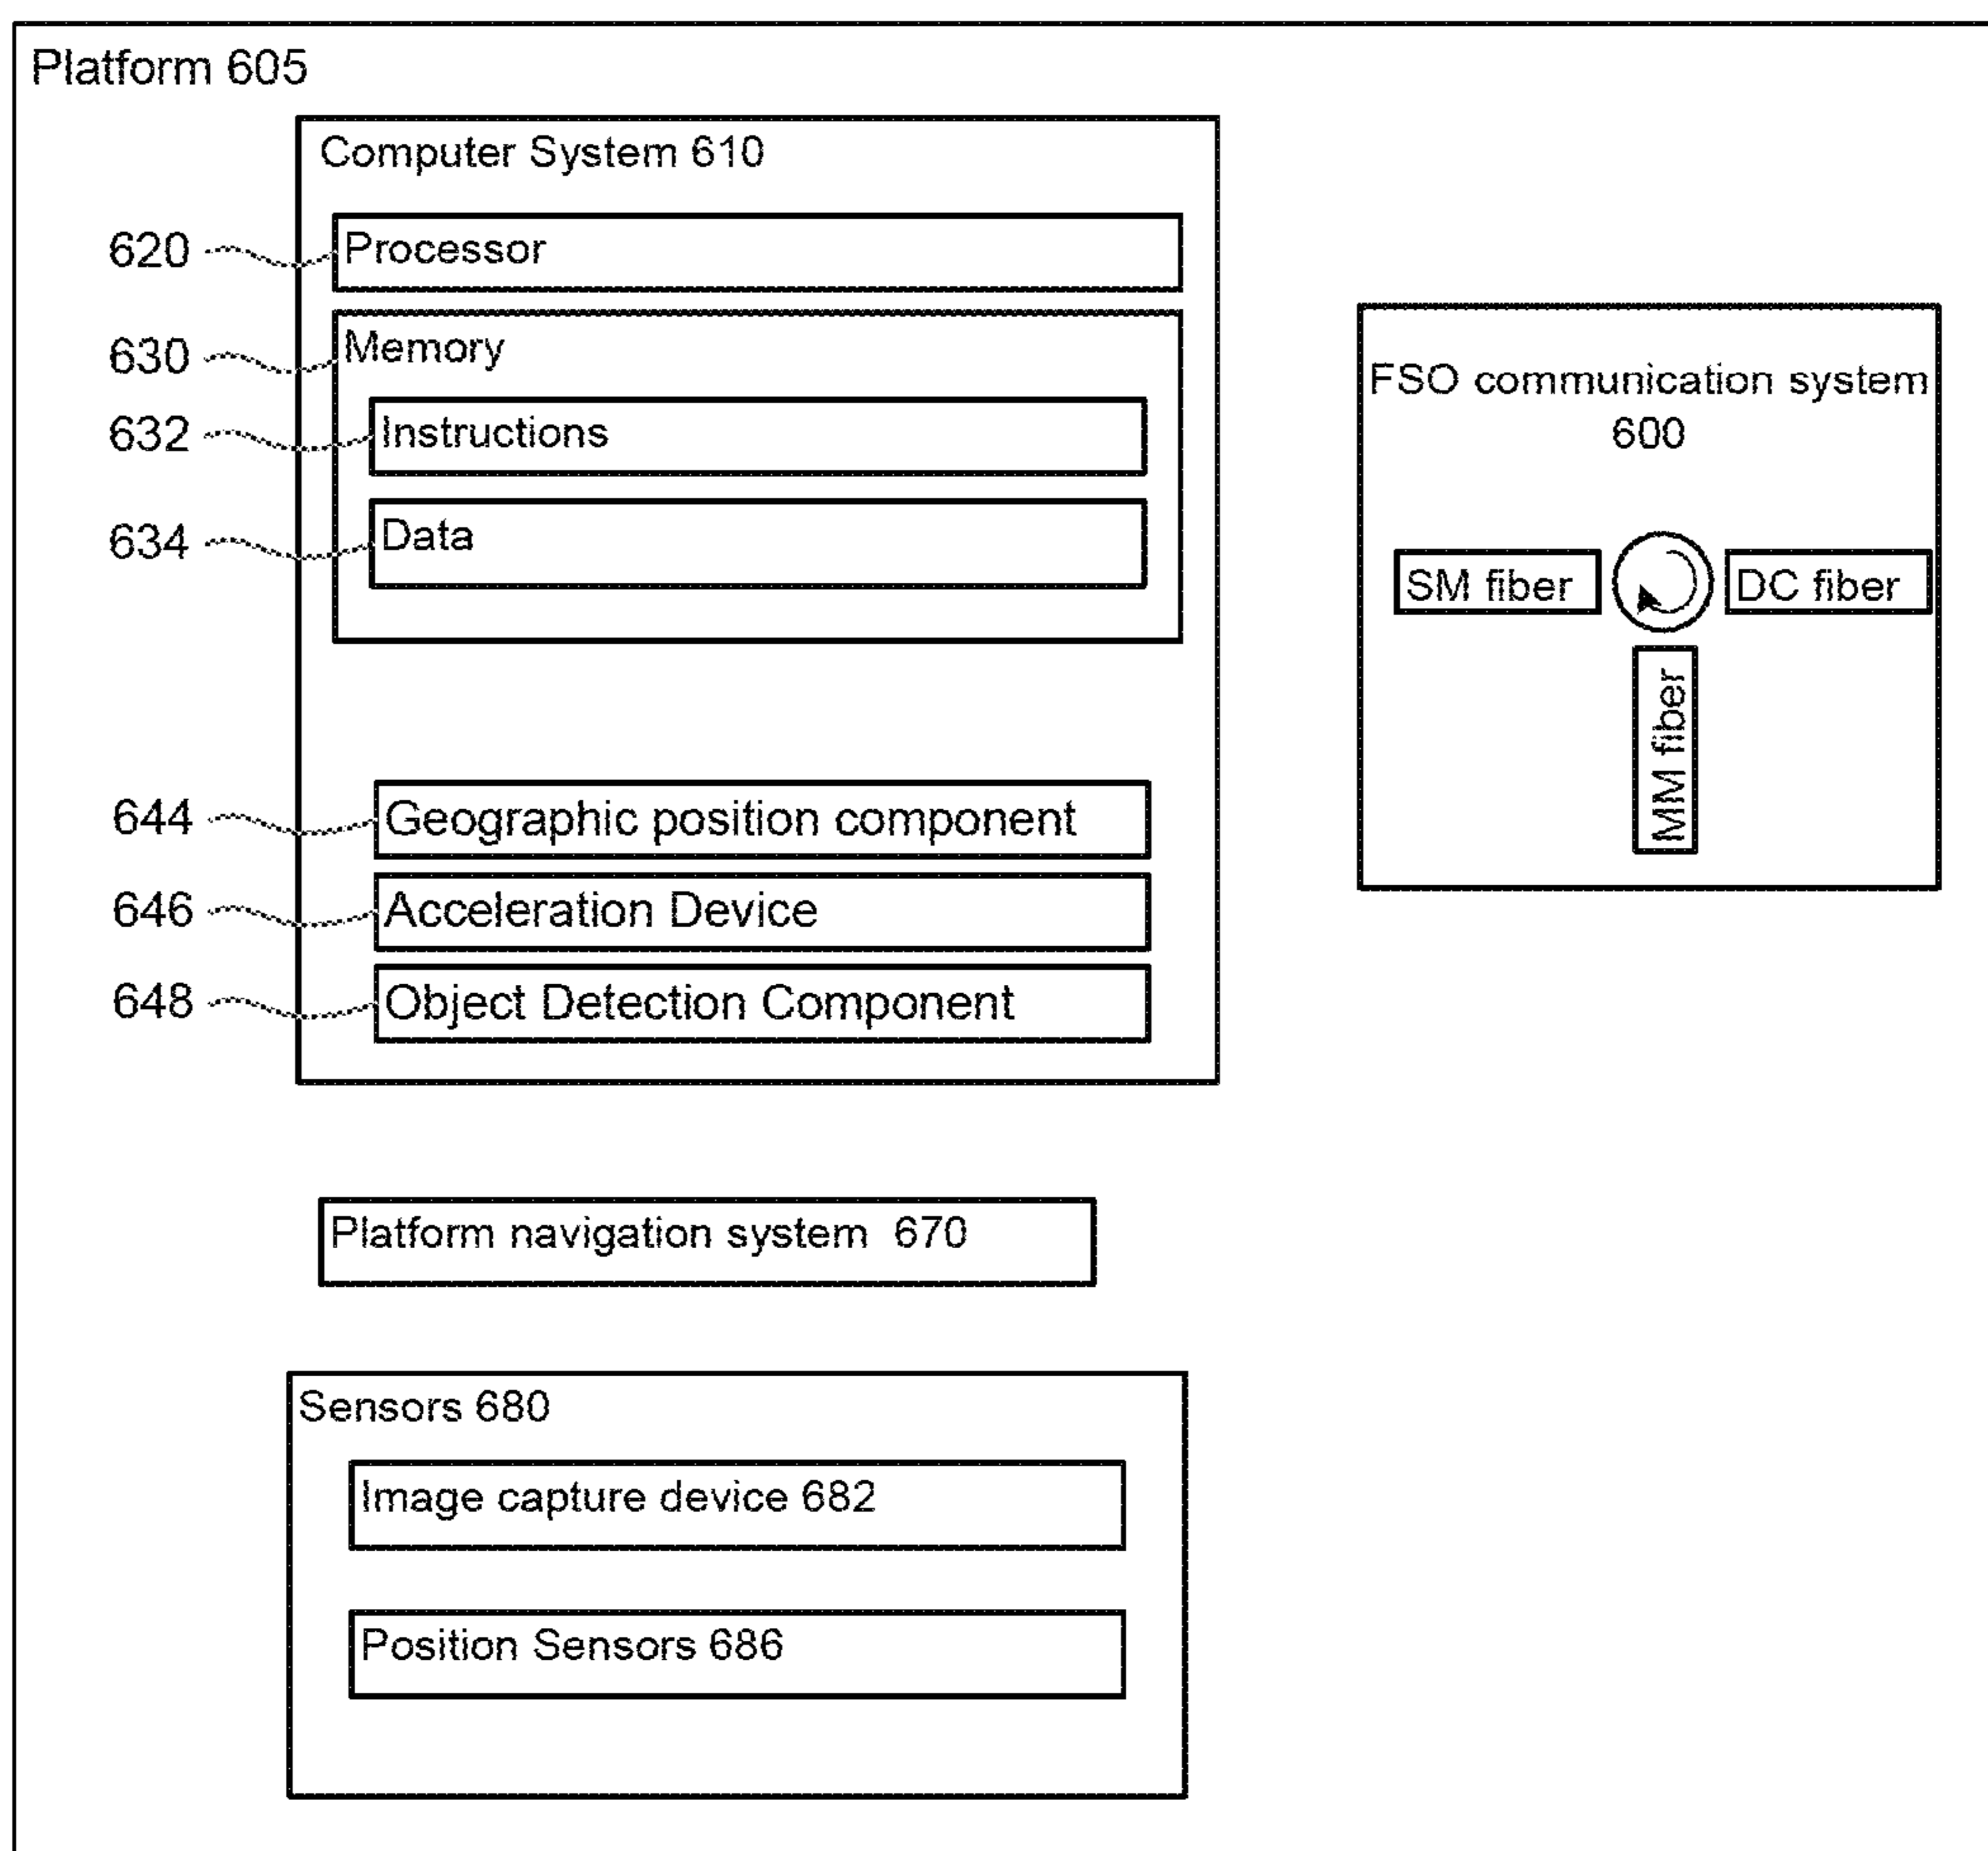 Platform 605
Computer System 610
620
Processor
630
Memory
632
Instructions
634
Data
644
Geographic position component
646
Acceleration Device
648
Object Detection Component
FSO communication system
600
SM fiber
DC fiber
MM fiber
Platform navigation system 670
Sensors 680
Image capture device 682
Position Sensors 686